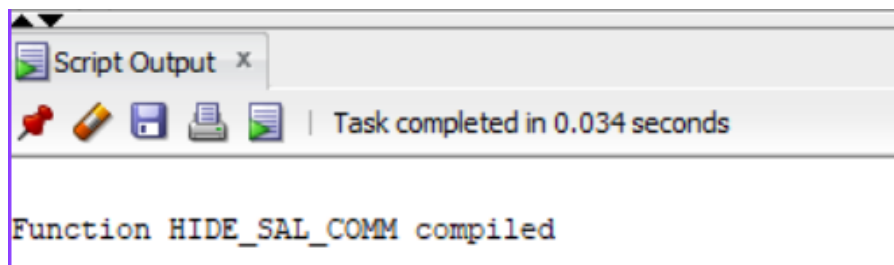 Script Output x
Task completed in 0.034 seconds
Function HIDE_SAL_COMM compiled